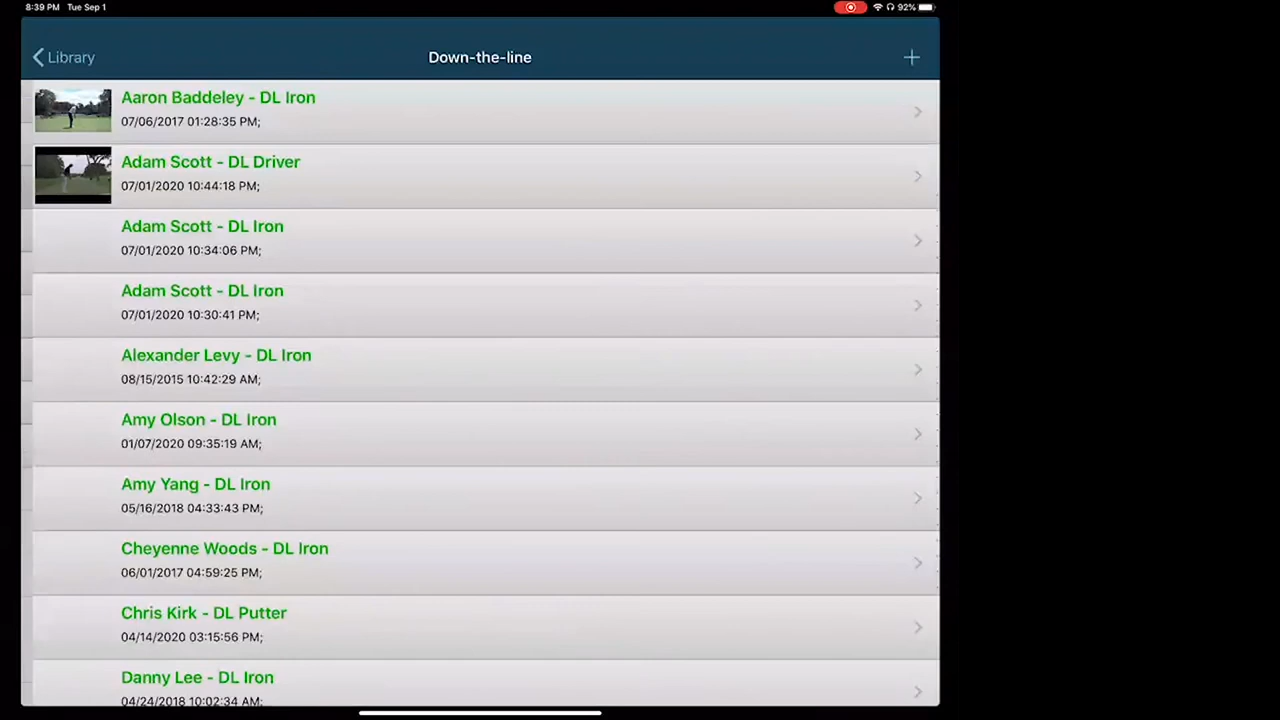 8:39 PM Tue Sep 1
92%
Library
Down-the-line
Aaron Baddeley - DL Iron
07/06/2017 01:28:35 PM;
Adam Scott - DL Driver
07/01/2020 10:44:18 PM;
Adam Scott - DL Iron
07/01/2020 10:34:06 PM;
Adam Scott - DL Iron
07/01/2020 10:30:41 PM;
Alexander Levy - DL Iron
08/15/2015 10:42:29 AM;
Amy Olson - DL Iron
01/07/2020 09:35:19 AM;
Amy Yang - DL Iron
05/16/2018 04:33:43 PM;
Cheyenne Woods - DL Iron
06/01/2017 04:59:25 PM;
Chris Kirk - DL Putter
04/14/2020 03:15:56 PM;
Danny Lee - DL Iron
04/24/2018 10:02:34 AM;